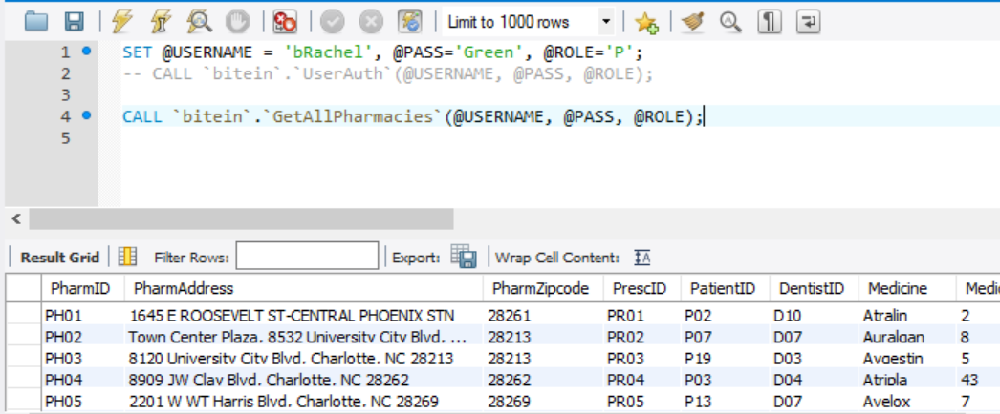 Limit to 1000 rows
1 SET @USERNAME = 'bRachel', @PASS='Green', @ROLE='P';
2 -- CALL `bitein`.`UserAuth`(@USERNAME, @PASS, @ROLE);
3
4 CALL `bitein`.`GetAllPharmacies`(@USERNAME, @PASS, @ROLE);
5
Result Grid Filter Rows: Export: Wrap Cell Content: IA
PharmID PharmAddress PharmZipcode PrescID PatientID DentistID Medicine Medi
PH01 1645 E ROOSEVELT ST-CENTRAL PHOENIX STN 28261 PR01 P02 D10 Atralin 2
PH02 Town Center Plaza, 8532 University City Blvd, ... 28213 PR02 P07 D07 Auralgan 8
PH03 8120 University City Blvd, Charlotte, NC 28213 28213 PR03 P19 D03 Aygestin 5
PH04 8909 JW Clay Blvd, Charlotte, NC 28262 28262 PR04 P03 D04 Atripla 43
PH05 2201 W WT Harris Blvd, Charlotte, NC 28269 28269 PR05 P13 D07 Avelox 7